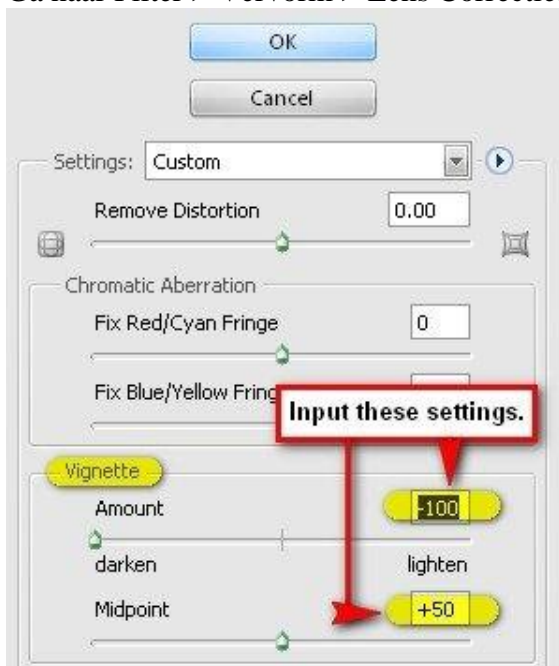 OK
Cancel
Settings: Custom
Remove Distortion 0.00
Chromatic Aberration
Fix Red/Cyan Fringe 0
Fix Blue/Yellow Fring
Input these settings.
Vignette
Amount -100
darken lighten
Midpoint +50